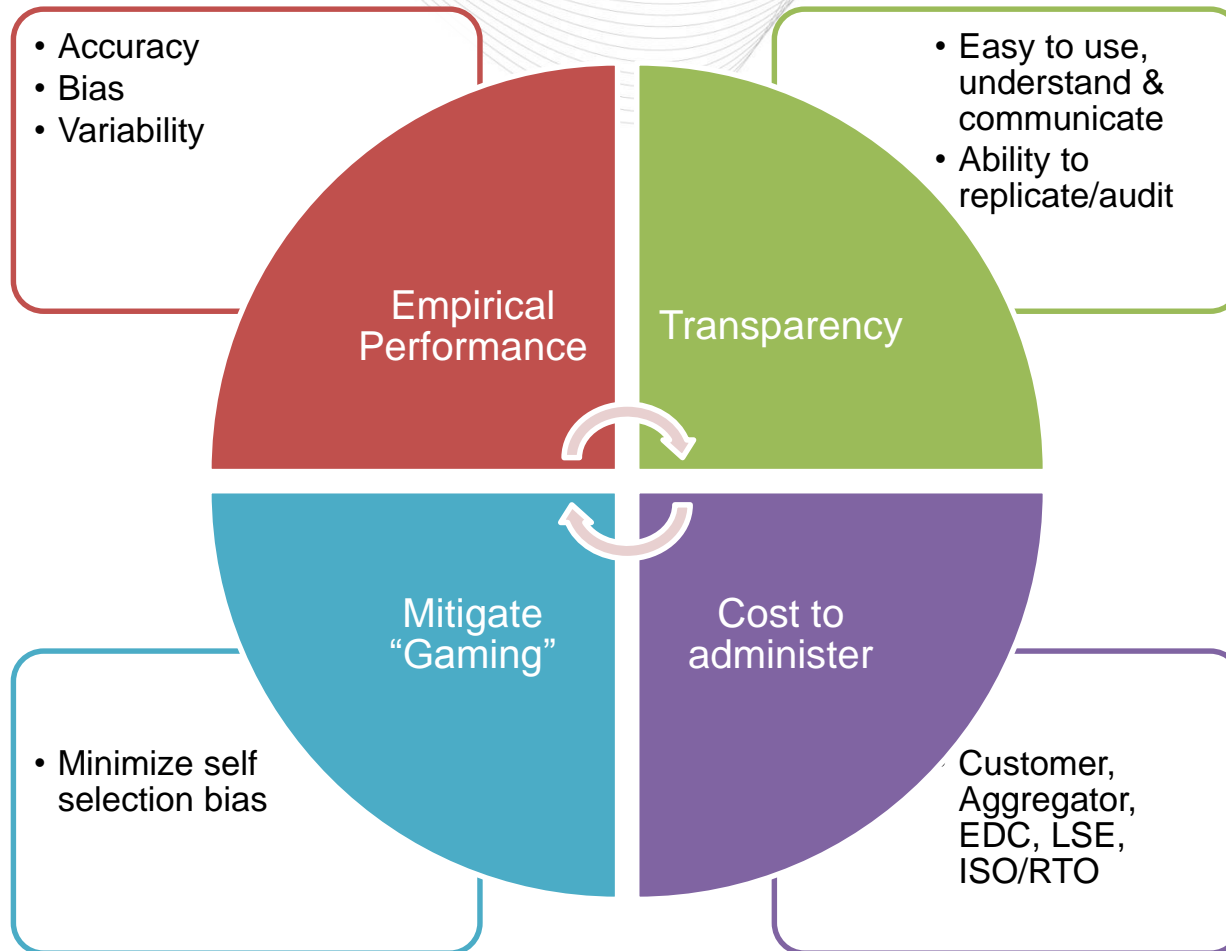 • Accuracy
• Bias
• Variability
• Easy to use,
understand &
communicate
• Ability to
replicate/audit
Empirical
Performance
Transparency
Mitigate
“Gaming”
Cost to
administer
• Minimize self
selection bias
• Customer,
Aggregator,
EDC, LSE,
ISO/RTO